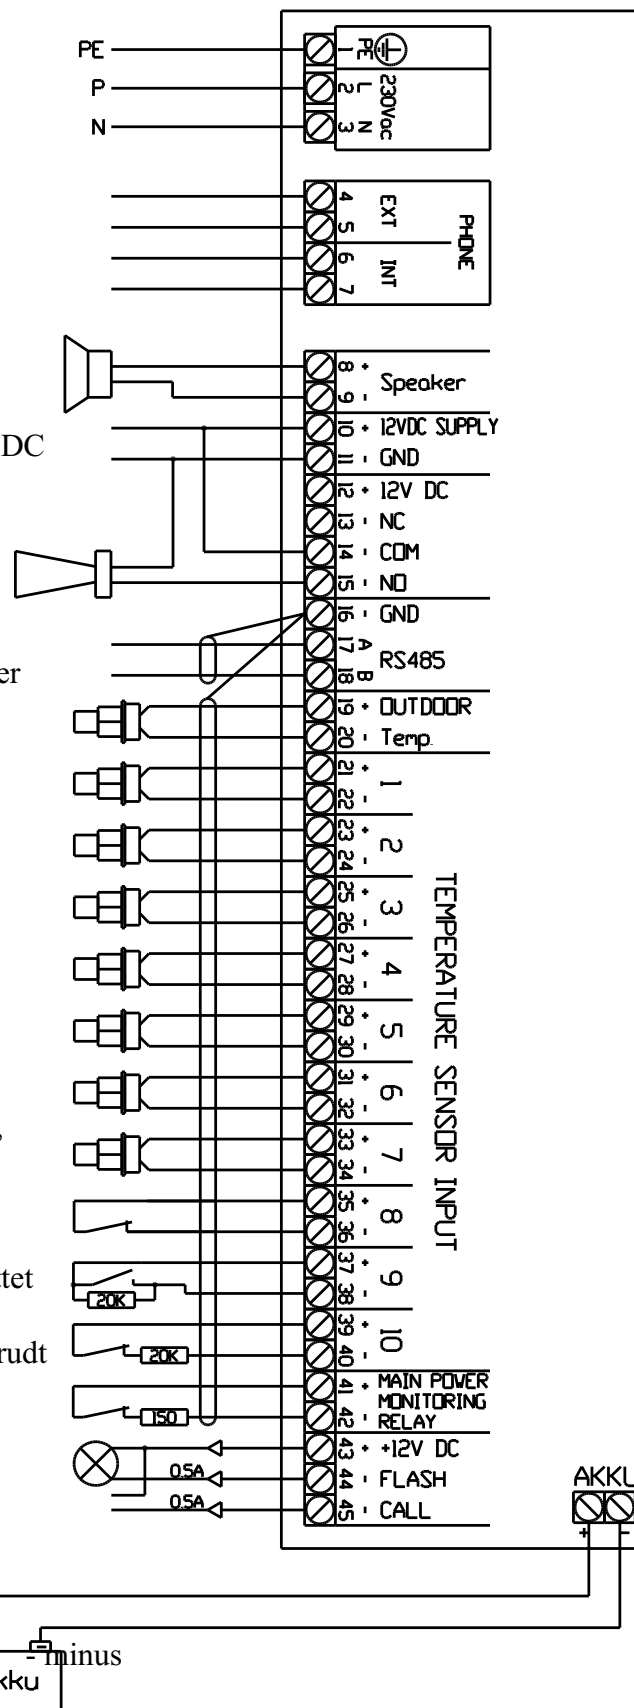 PE
P
N
1 PE
2 L
3 N
230Vac
4
5
EXT
6
7
INT
PHONE
8 +
9 -
Speaker
10 + 12VDC SUPPLY
DC
11 - GND
12 + 12V DC
13 - NC
14 - COM
15 - NO
16 - GND
17 A
18 B
RS485
er
19 + OUTDOOR
20 - Temp.
21 +
22 -
1
23 +
24 -
2
25 +
26 -
3
27 +
28 -
4
29 +
30 -
5
31 +
32 -
6
33 +
34 -
7
,
35 +
36 -
8
37 +
38 -
9
TEMPERATURE SENSOR INPUT
ttet
20K
39 +
40 -
10
rudt
20K
41 + MAIN POWER
MONITORING
42 - RELAY
150
43 + +12V DC
0.5A 44 - FLASH
0.5A 45 - CALL
AKKU
+ -
-
- minus
kku